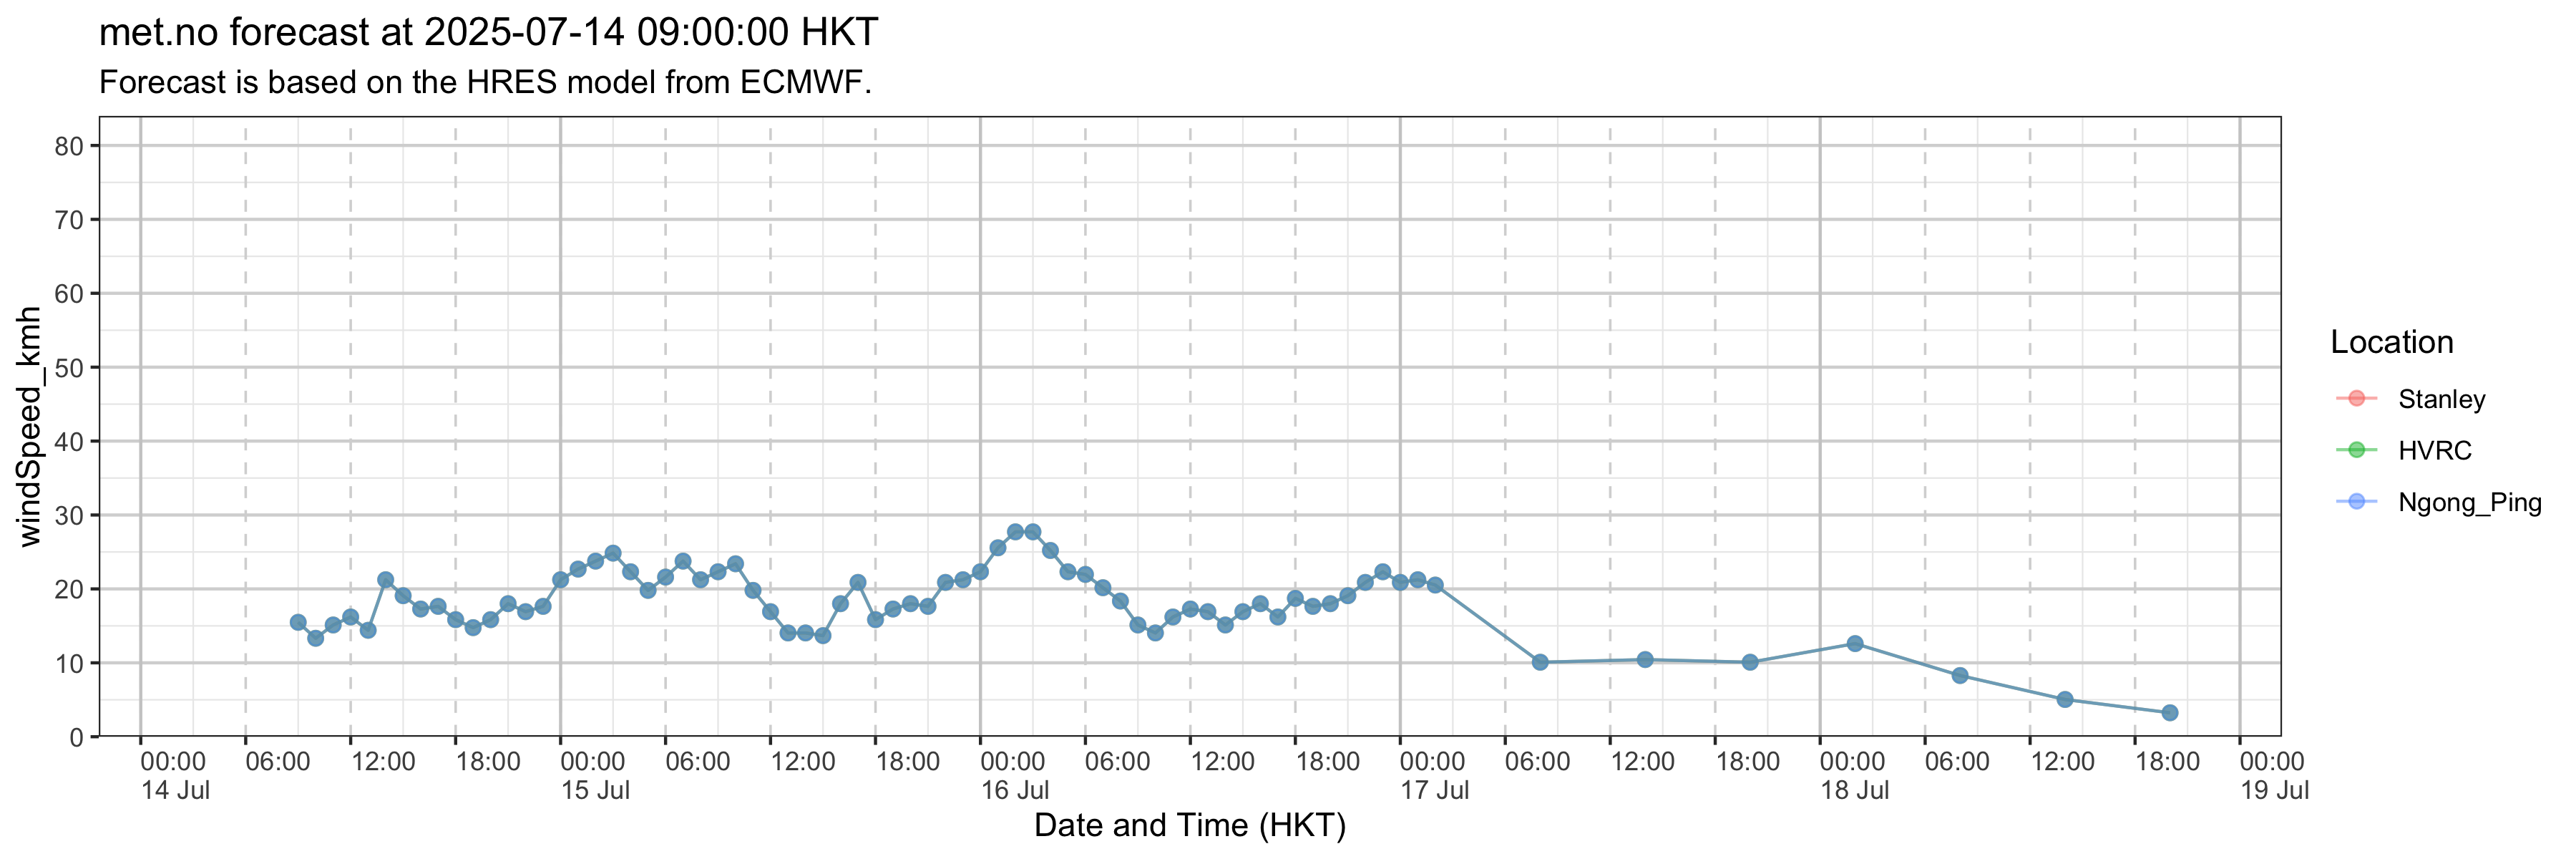 met.no forecast at 2025-07-14 09:00:00 HKT
Forecast is based on the HRES model from ECMWF.
windSpeed_kmh
80
70
60
50
40
30
20
10
0
00:00 06:00 12:00 18:00 00:00 06:00 12:00 18:00 00:00 06:00 12:00 18:00 00:00 06:00 12:00 18:00 00:00 06:00 12:00 18:00 00:00
14 Jul 15 Jul 16 Jul 17 Jul 18 Jul 19 Jul
Date and Time (HKT)
Location
Stanley
HVRC
Ngong_Ping